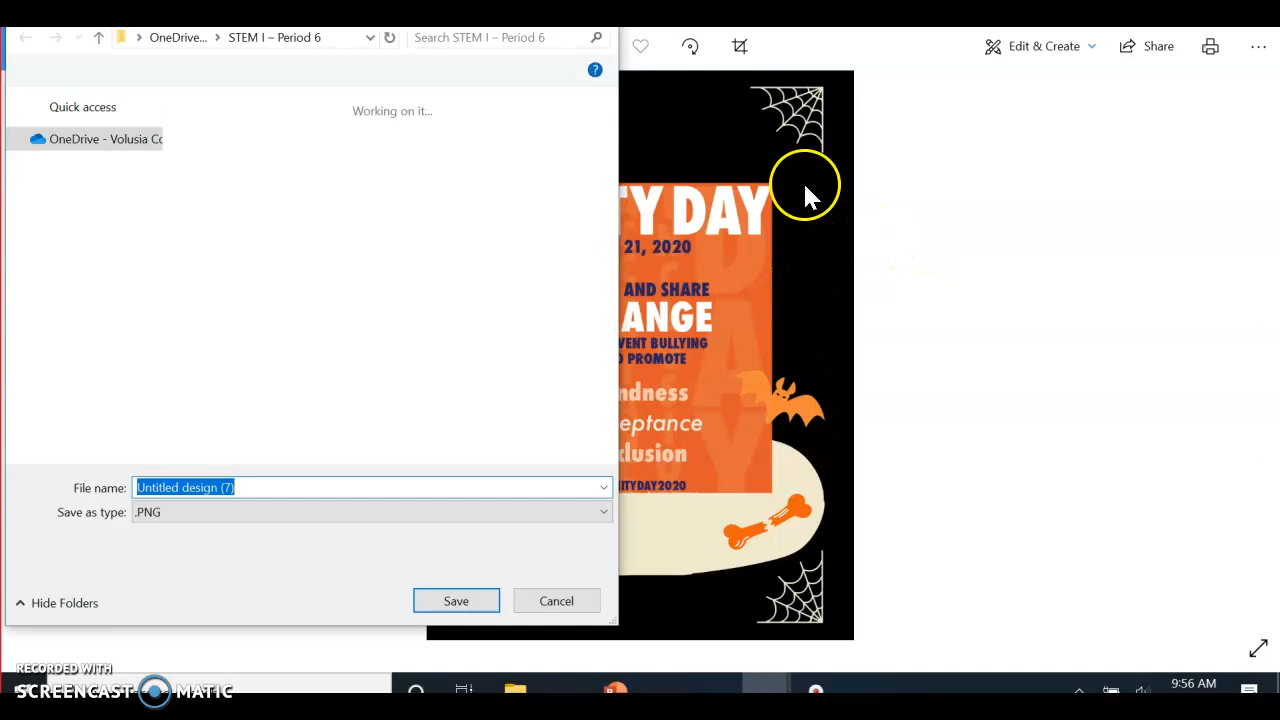 OneDrive... > STEM I – Period 6
Search STEM I – Period 6
Edit & Create
Share
Quick access
Working on it...
OneDrive - Volusia Co
TY DAY
21, 2020
AND SHARE
ANGE
VENT BULLYING
O PROMOTE
ndness
eptance
lusion
ITYDAY2020
File name: Untitled design (7)
Save as type: .PNG
Save
Cancel
Hide Folders
RECORDED WITH
SCREENCAST MATIC
9:56 AM